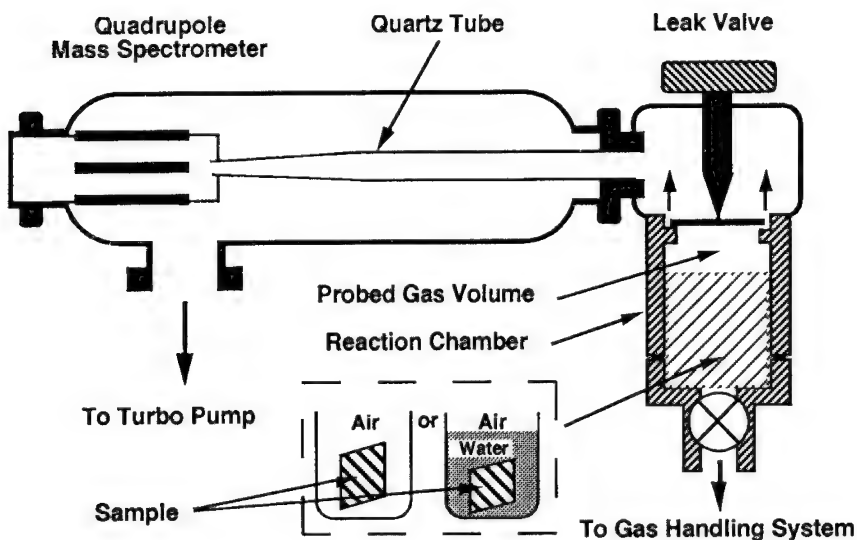 Quadrupole
Mass Spectrometer
Quartz Tube
Leak Valve
Probed Gas Volume
Reaction Chamber
To Turbo Pump
Air or Air
Water
Sample
To Gas Handling System